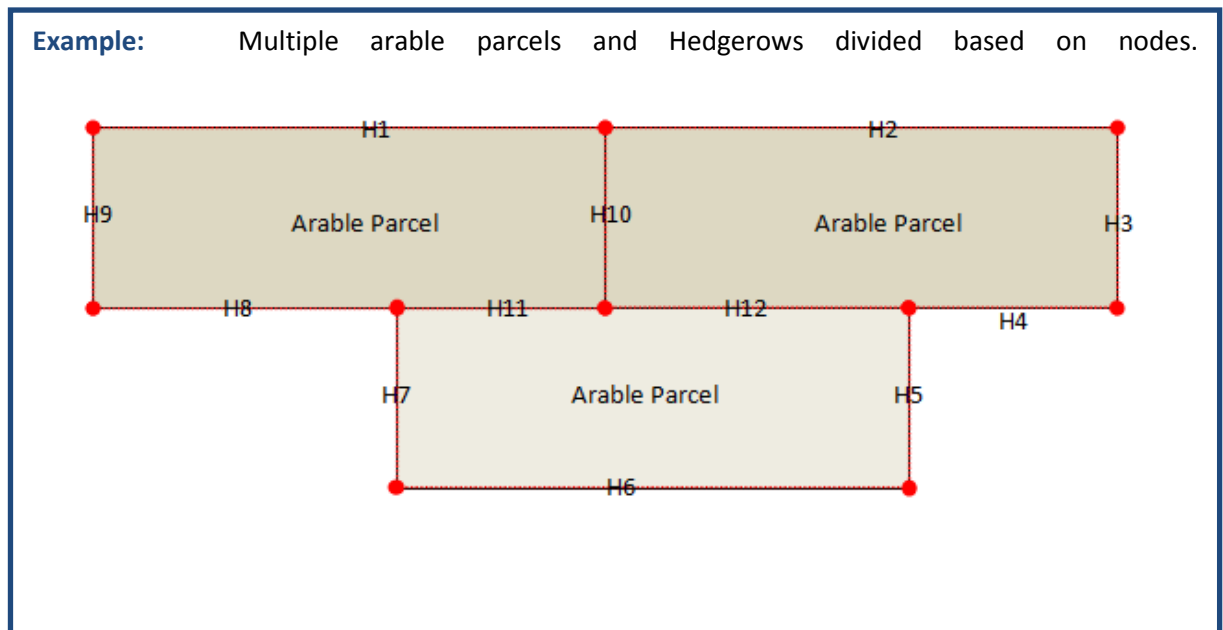 Example: Multiple arable parcels and Hedgerows divided based on nodes.
H1 H2
H9 Arable Parcel H10 Arable Parcel H3
H8 H11 H12 H4
H7 Arable Parcel H5
H6